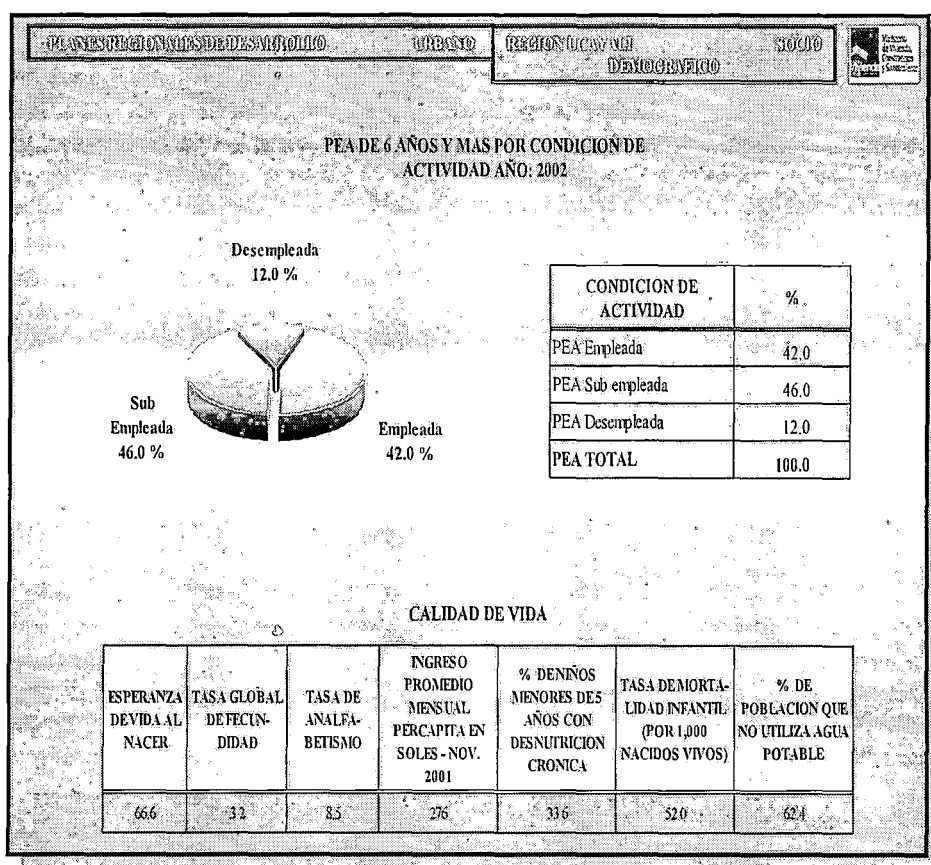 PLANES REGIONALES DE DESARROLLO URBANO
REGION UCAYALI SOCIO
DEMOGRAFICO
PEA DE 6 AÑOS Y MAS POR CONDICION DE
ACTIVIDAD AÑO: 2002
Desempleada
12.0 %
Sub
Empleada
46.0 %
Empleada
42.0 %
CONDICION DE
ACTIVIDAD
%
PEA Empleada 42.0
PEA Sub empleada 46.0
PEA Desempleada 12.0
PEA TOTAL 100.0
CALIDAD DE VIDA
ESPERANZA
DE VIDA AL
NACER
TASA GLOBAL
DE FECUN-
DIDAD
TASA DE
ANALFA-
BETISMO
INGRESO
PROMEDIO
MENSUAL
PERCAPITA EN
SOLES - NOV.
2001
% DE NIÑOS
MENORES DE 5
AÑOS CON
DESNUTRICION
CRONICA
TASA DE MORTA-
LIDAD INFANTIL
(POR 1,000
NACIDOS VIVOS)
% DE
POBLACION QUE
NO UTILIZA AGUA
POTABLE
66.6 3.2 8.5 276 33.6 52.0 62.4